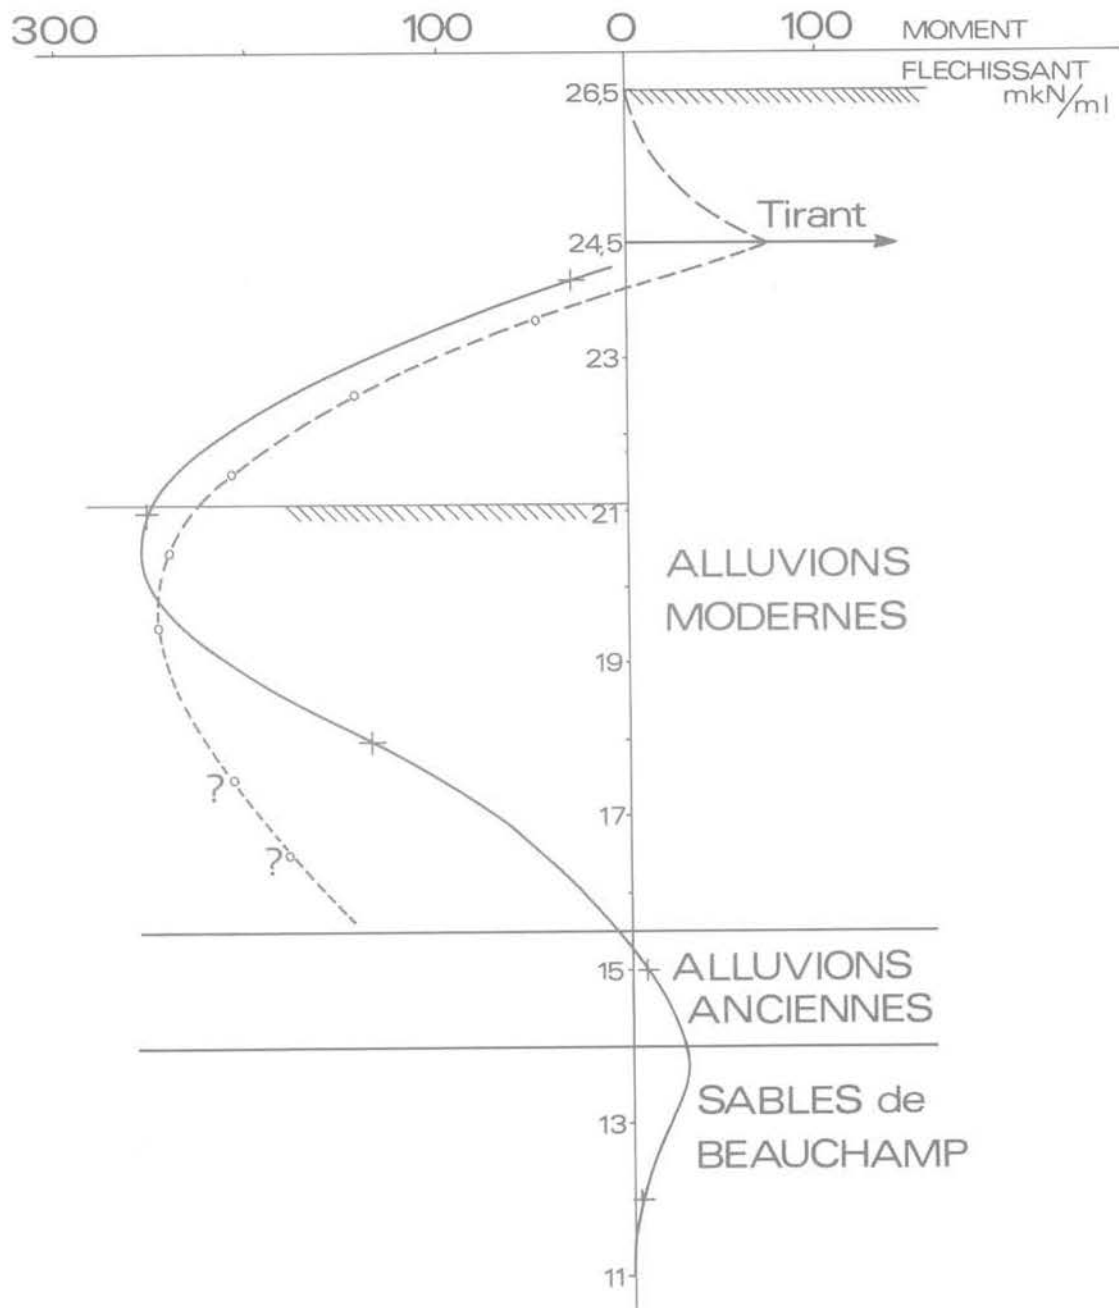 300 100 0 100 MOMENT
FLECHISSANT
mkN/ml
26,5
Tirant
24,5
23
21
ALLUVIONS
MODERNES
19
?
17
?
15 ALLUVIONS
ANCIENNES
SABLES de
13
BEAUCHAMP
11